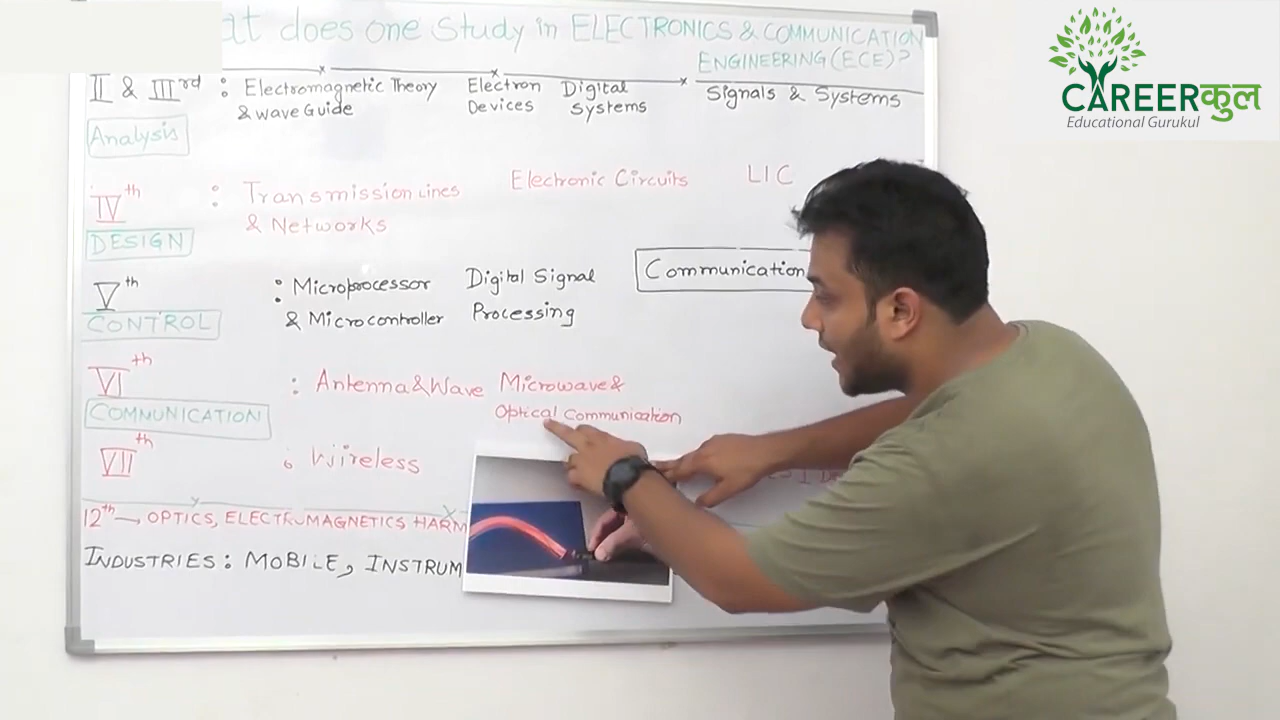 does one Study in ELECTRONICS & COMMUNICATION
ENGINEERING (ECE)?
II & IIIrd : Electromagnetic Theory & wave Guide Electron Devices Digital Systems Signals & Systems
Analysis
IVth : Transmission Lines & Networks Electronic Circuits LIC
DESIGN
Vth : Microprocessor & Microcontroller Digital Signal Processing Communication
CONTROL
VIth : Antenna & Wave Microwave & Optical Communication
COMMUNICATION
VIIth : Wireless
12th → OPTICS, ELECTRUMAGNETICS HARM
INDUSTRIES : MOBILE, INSTRUM
CAREERकुल
Educational Gurukul